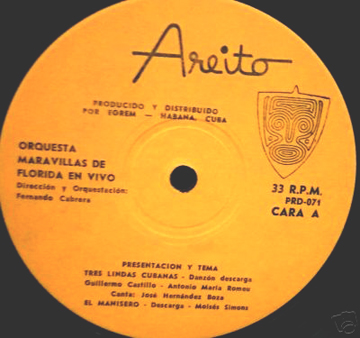 Areito
PRODUCIDO Y DISTRIBUIDO
POR EGREM — HABANA, CUBA
ORQUESTA
MARAVILLAS DE
FLORIDA EN VIVO
Dirección y Orquestación:
Fernando Cabrera
33 R.P.M.
PRD-071
CARA A
PRESENTACION Y TEMA
TRES LINDAS CUBANAS - Danzón descarga
Guillermo Castillo - Antonio María Romeu
Canta: José Hernández Boza
EL MANISERO - Descarga - Moisés Simons